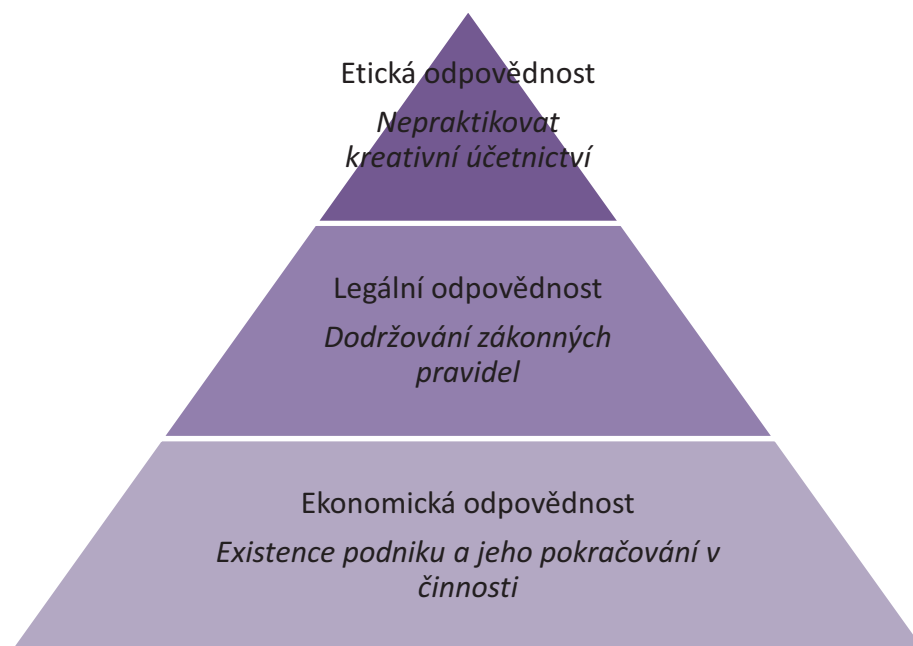 Etická odpovědnost
Nepraktikovat
kreativní účetnictví
Legální odpovědnost
Dodržování zákonných
pravidel
Ekonomická odpovědnost
Existence podniku a jeho pokračování v
činnosti